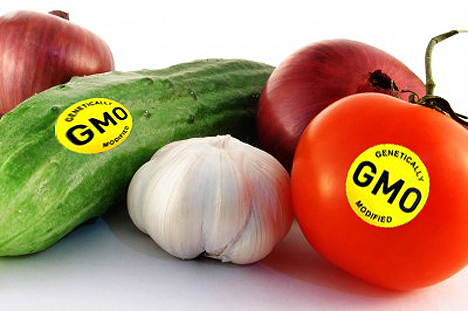 GENETICALLY
GMO
MODIFIED
GENETICALLY
GMO
MODIFIED